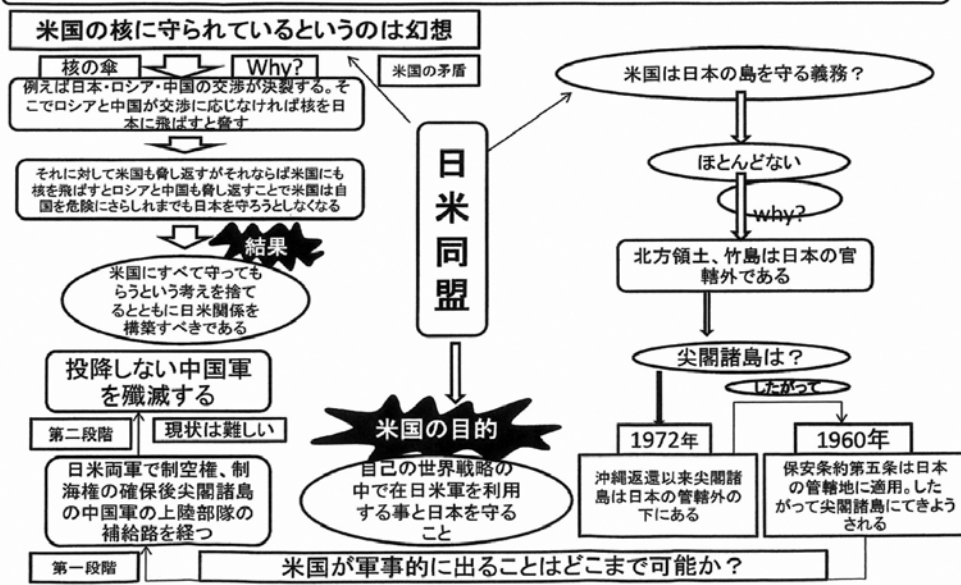 米国の核に守られているというのは幻想
核の傘
Why?
米国の矛盾
例えば日本・ロシア・中国の交渉が決裂する。そ
こでロシアと中国が交渉に応じなければ核を日
本に飛ばすと脅す
それに対して米国も脅し返すがそれならば米国にも
核を飛ばすとロシアと中国も脅し返すことで米国は自
国を危険にさらしれまでも日本を守ろうとしなくなる
結果
米国にすべて守っても
らうという考えを捨て
るとともに日米関係を
構築すべきである
投降しない中国軍
を殲滅する
第二段階
現状は難しい
日米両軍で制空権、制
海権の確保後尖閣諸島
の中国軍の上陸部隊の
補給路を経つ
第一段階
米国が軍事的に出ることはどこまで可能か？
日
米
同
盟
米国の目的
自己の世界戦略の
中で在日米軍を利用
する事と日本を守る
こと
米国は日本の島を守る義務？
ほとんどない
why?
北方領土、竹島は日本の官
轄外である
尖閣諸島は？
したがって
1972年
沖縄返還以来尖閣諸
島は日本の管轄外の
下にある
1960年
保安条約第五条は日本
の管轄地に適用。した
がって尖閣諸島にてきよう
される